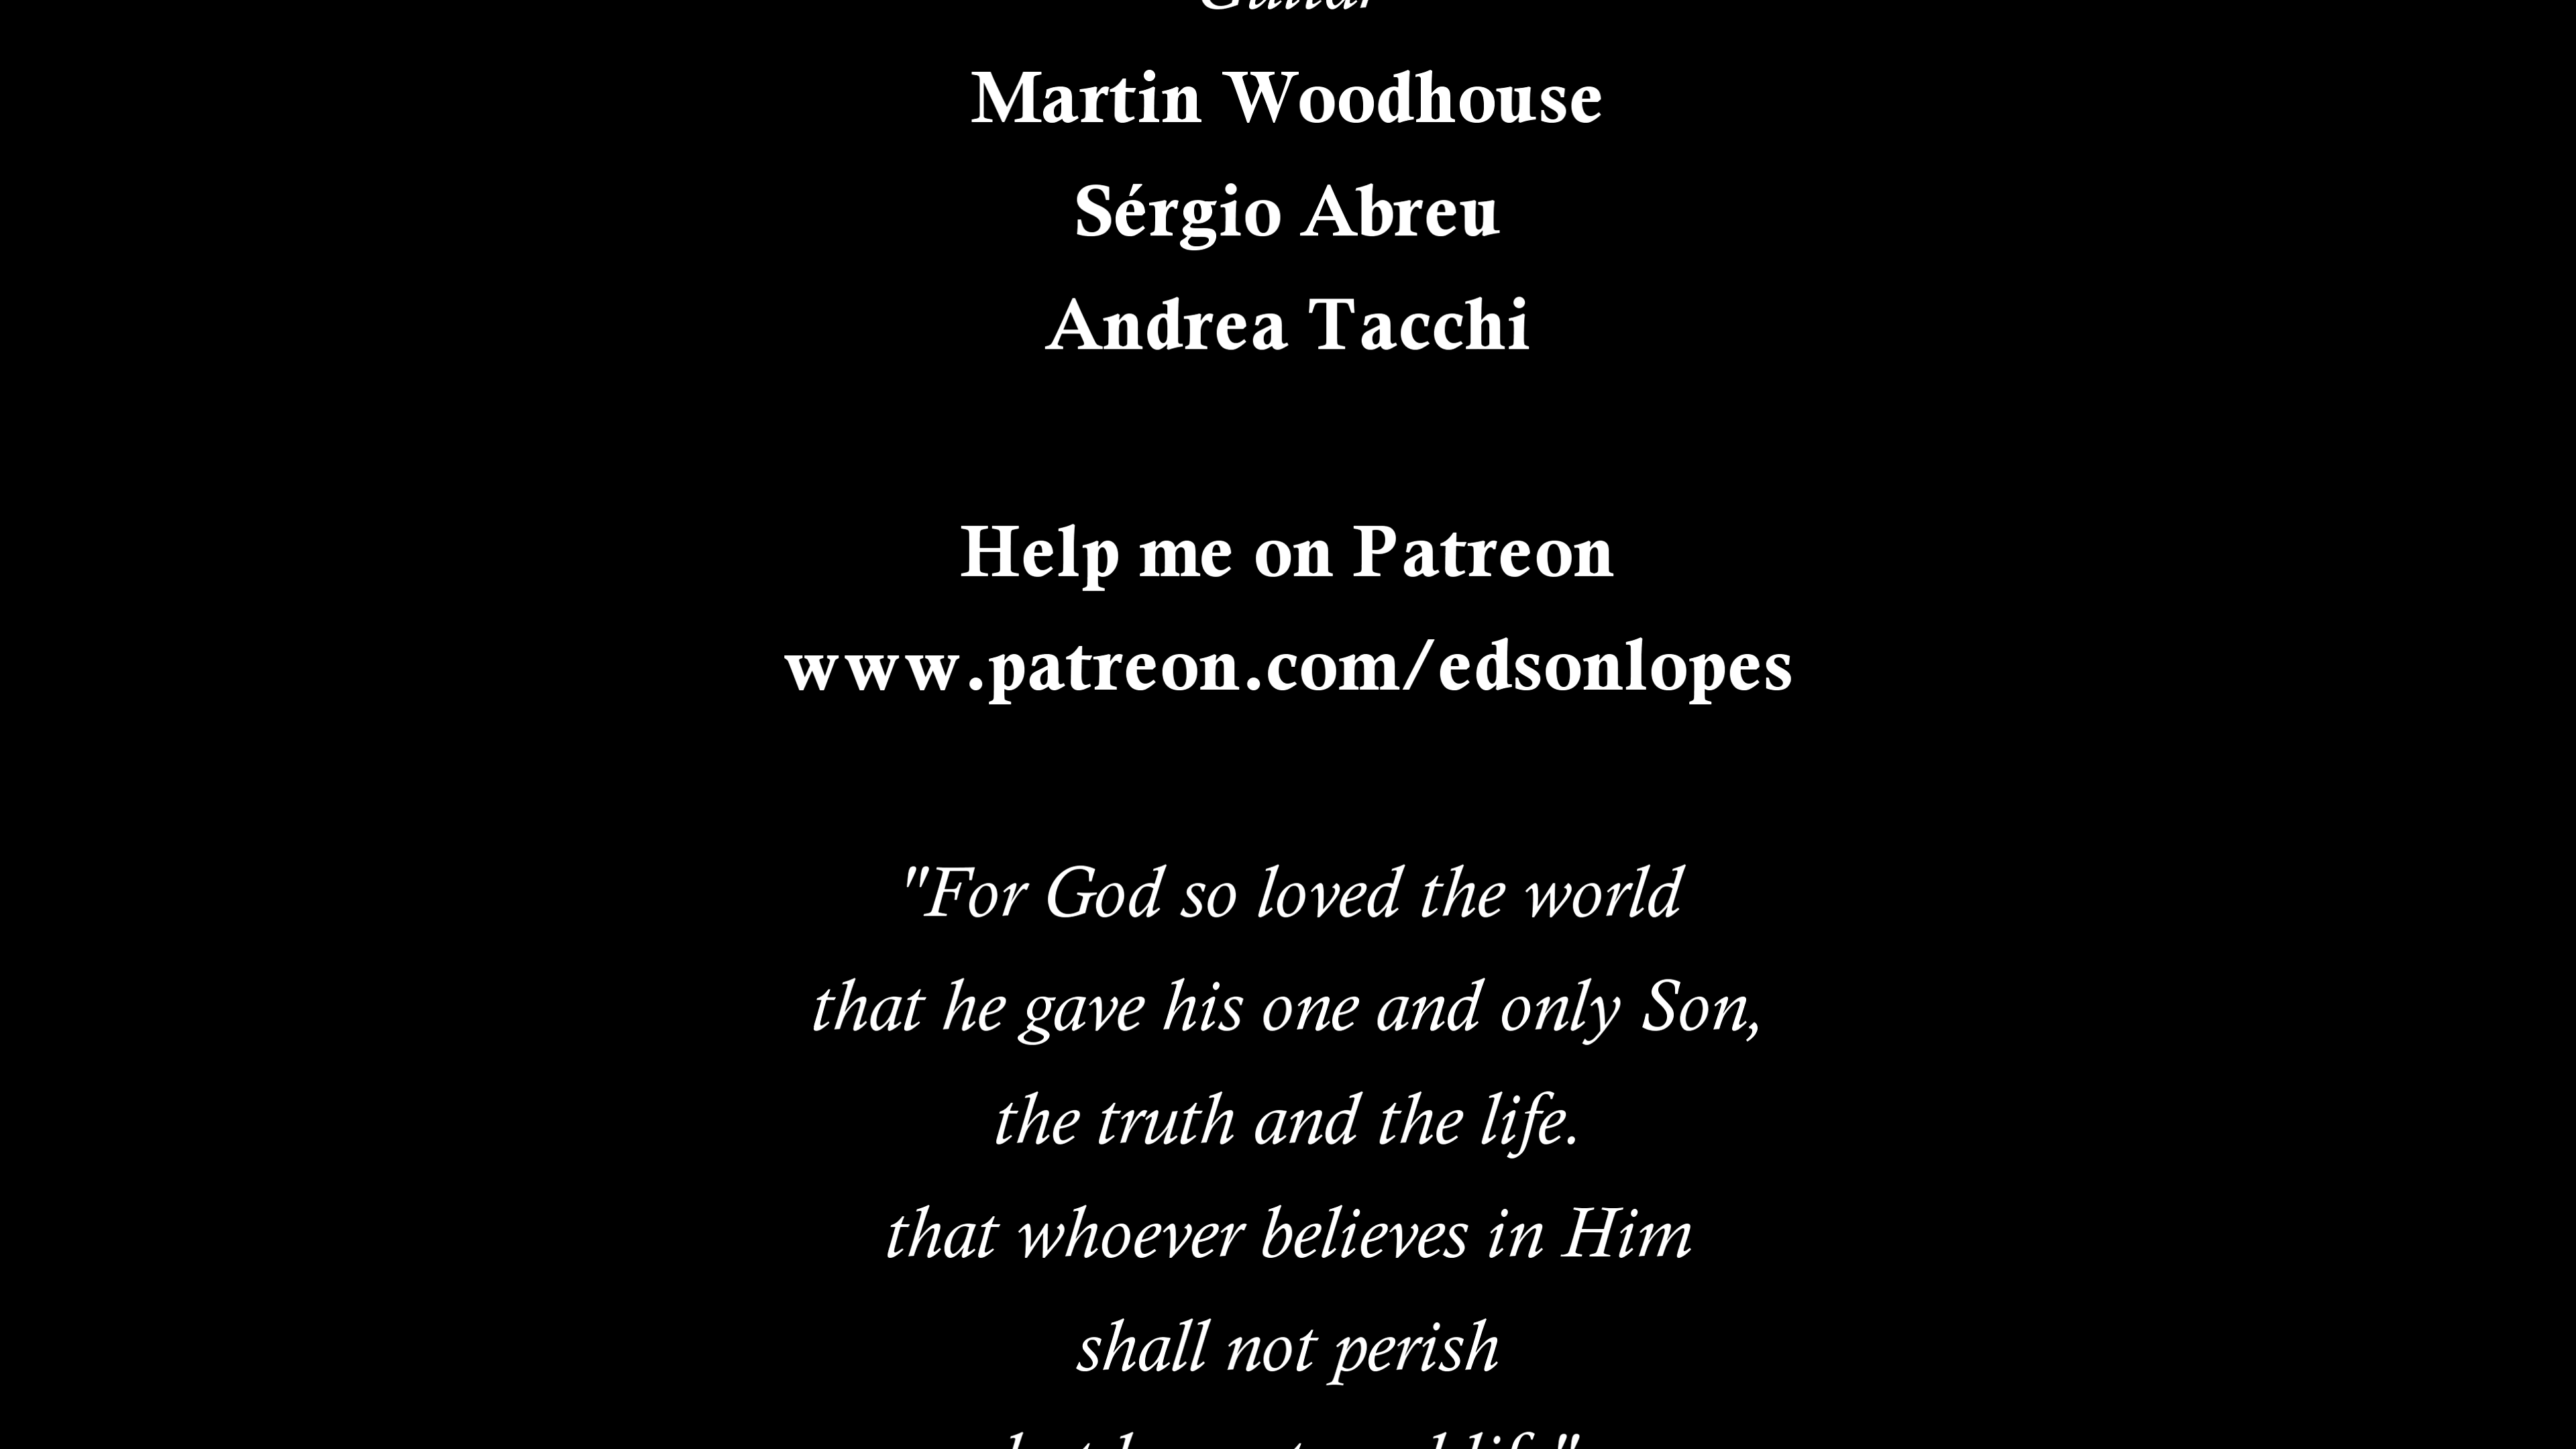 Guitar
Martin Woodhouse
Sérgio Abreu
Andrea Tacchi
Help me on Patreon
www.patreon.com/edsonlopes
"For God so loved the world
that he gave his one and only Son,
the truth and the life.
that whoever believes in Him
shall not perish